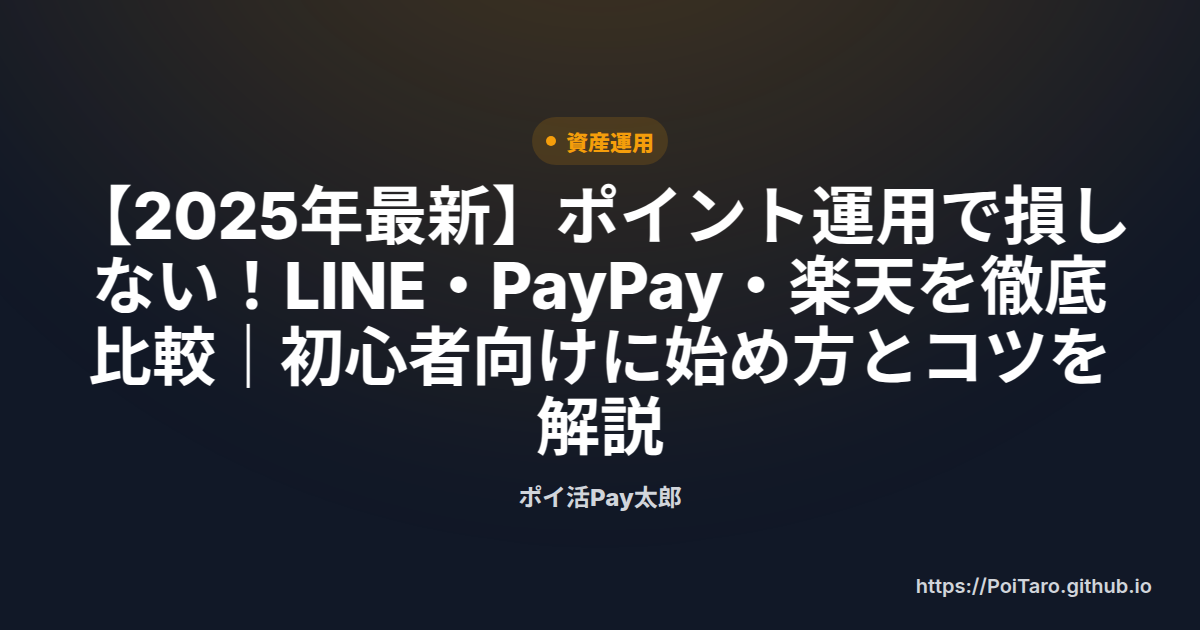 資産運用
【2025年最新】ポイント運用で損し
ない！LINE・PayPay・楽天を徹底
比較｜初心者向けに始め方とコツを
解説
ポイ活Pay太郎
https://PoiTaro.github.io